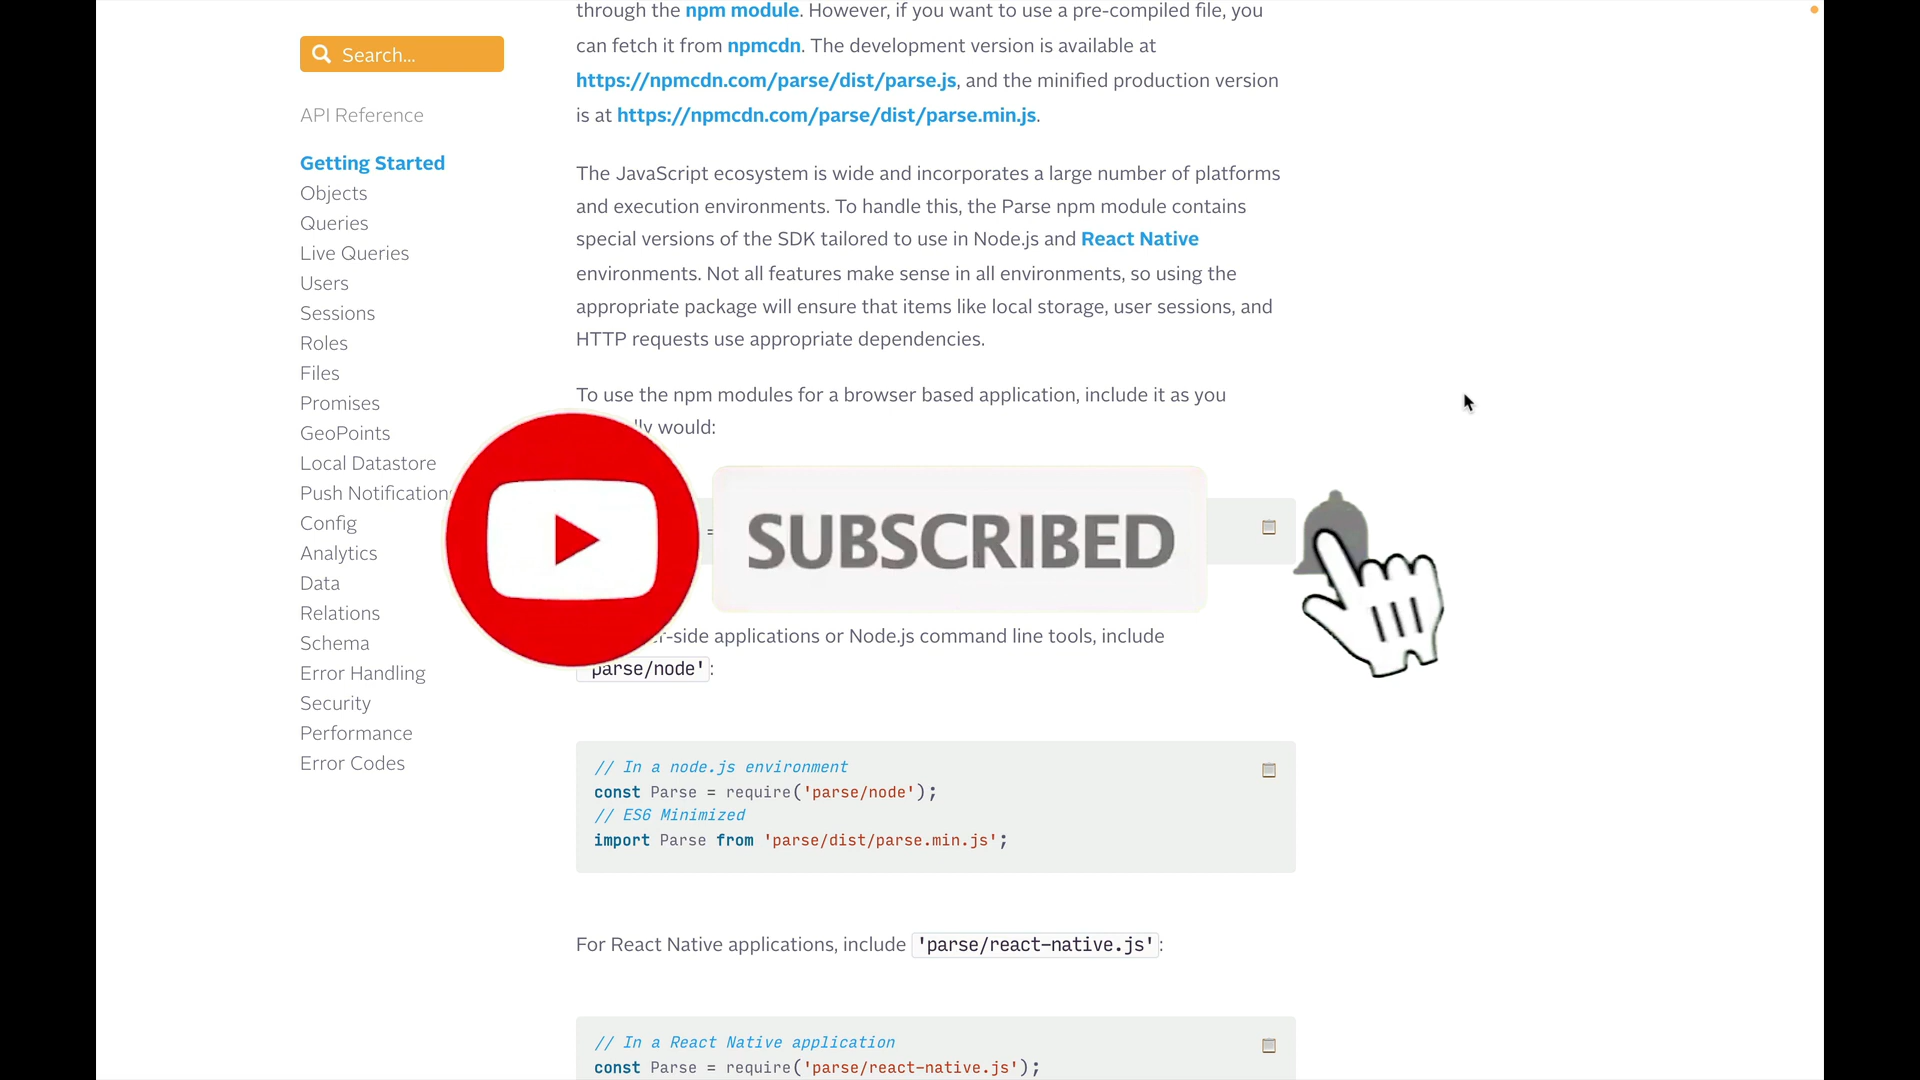 through the npm module. However, if you want to use a pre-compiled file, you
can fetch it from npmcdn. The development version is available at
https://npmcdn.com/parse/dist/parse.js, and the minified production version
is at https://npmcdn.com/parse/dist/parse.min.js.
Search...
API Reference
Getting Started
Objects
Queries
Live Queries
Users
Sessions
Roles
Files
Promises
GeoPoints
Local Datastore
Push Notification
Config
Analytics
Data
Relations
Schema
Error Handling
Security
Performance
Error Codes
The JavaScript ecosystem is wide and incorporates a large number of platforms
and execution environments. To handle this, the Parse npm module contains
special versions of the SDK tailored to use in Node.js and React Native
environments. Not all features make sense in all environments, so using the
appropriate package will ensure that items like local storage, user sessions, and
HTTP requests use appropriate dependencies.
To use the npm modules for a browser based application, include it as you
would:
=
SUBSCRIBED
-side applications or Node.js command line tools, include
parse/node':
// In a node.js environment
const Parse = require('parse/node');
// ES6 Minimized
import Parse from 'parse/dist/parse.min.js';
For React Native applications, include 'parse/react-native.js':
// In a React Native application
const Parse = require('parse/react-native.js');